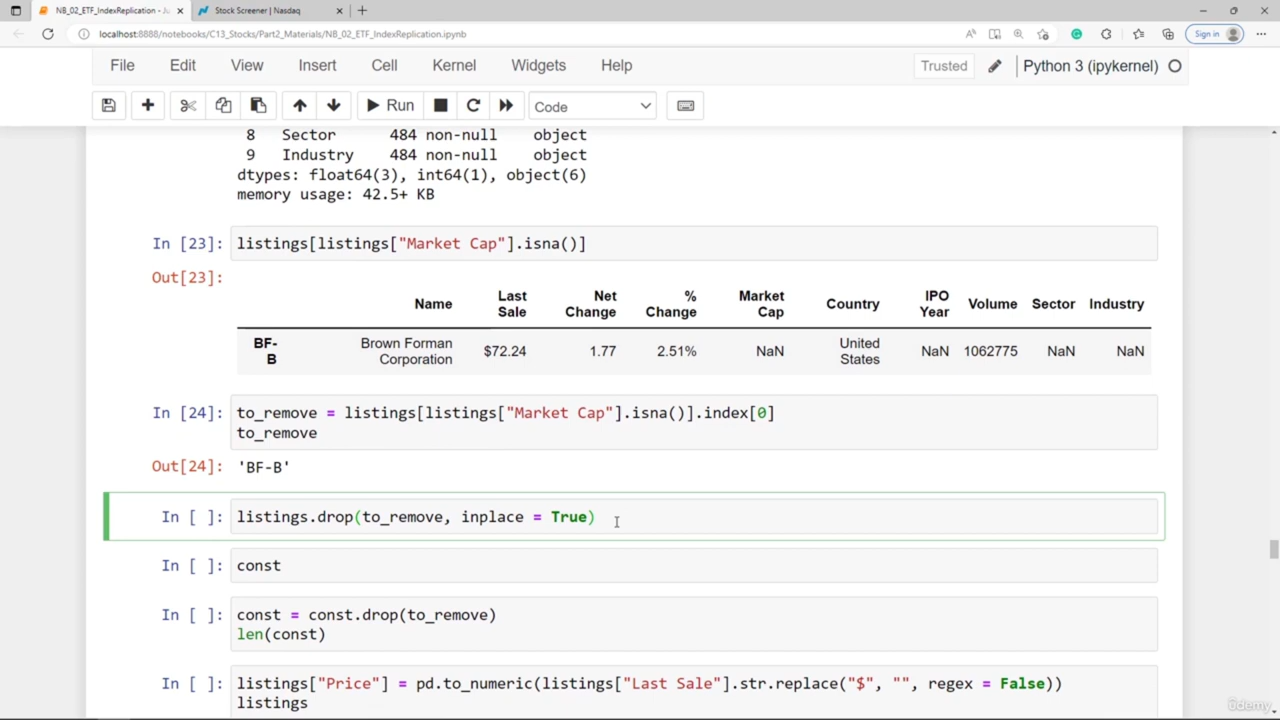 NB_02_ETF_IndexReplication - Ju
Stock Screener | Nasdaq
localhost:8888/notebooks/C13_Stocks/Part2_Materials/NB_02_ETF_IndexReplication.ipynb
Sign in
File Edit View Insert Cell Kernel Widgets Help
Trusted
Python 3 (ipykernel)
Run
Code
8 Sector 484 non-null object
9 Industry 484 non-null object
dtypes: float64(3), int64(1), object(6)
memory usage: 42.5+ KB
In [23]: listings[listings["Market Cap"].isna()]
Out[23]:
Name Last Sale Net Change % Change Market Cap Country IPO Year Volume Sector Industry
BF-B Brown Forman Corporation $72.24 1.77 2.51% NaN United States NaN 1062775 NaN NaN
In [24]: to_remove = listings[listings["Market Cap"].isna()].index[0]
to_remove
Out[24]: 'BF-B'
In [ ]: listings.drop(to_remove, inplace = True)
In [ ]: const
In [ ]: const = const.drop(to_remove)
len(const)
In [ ]: listings["Price"] = pd.to_numeric(listings["Last Sale"].str.replace("$", "", regex = False))
listings
ûdemy